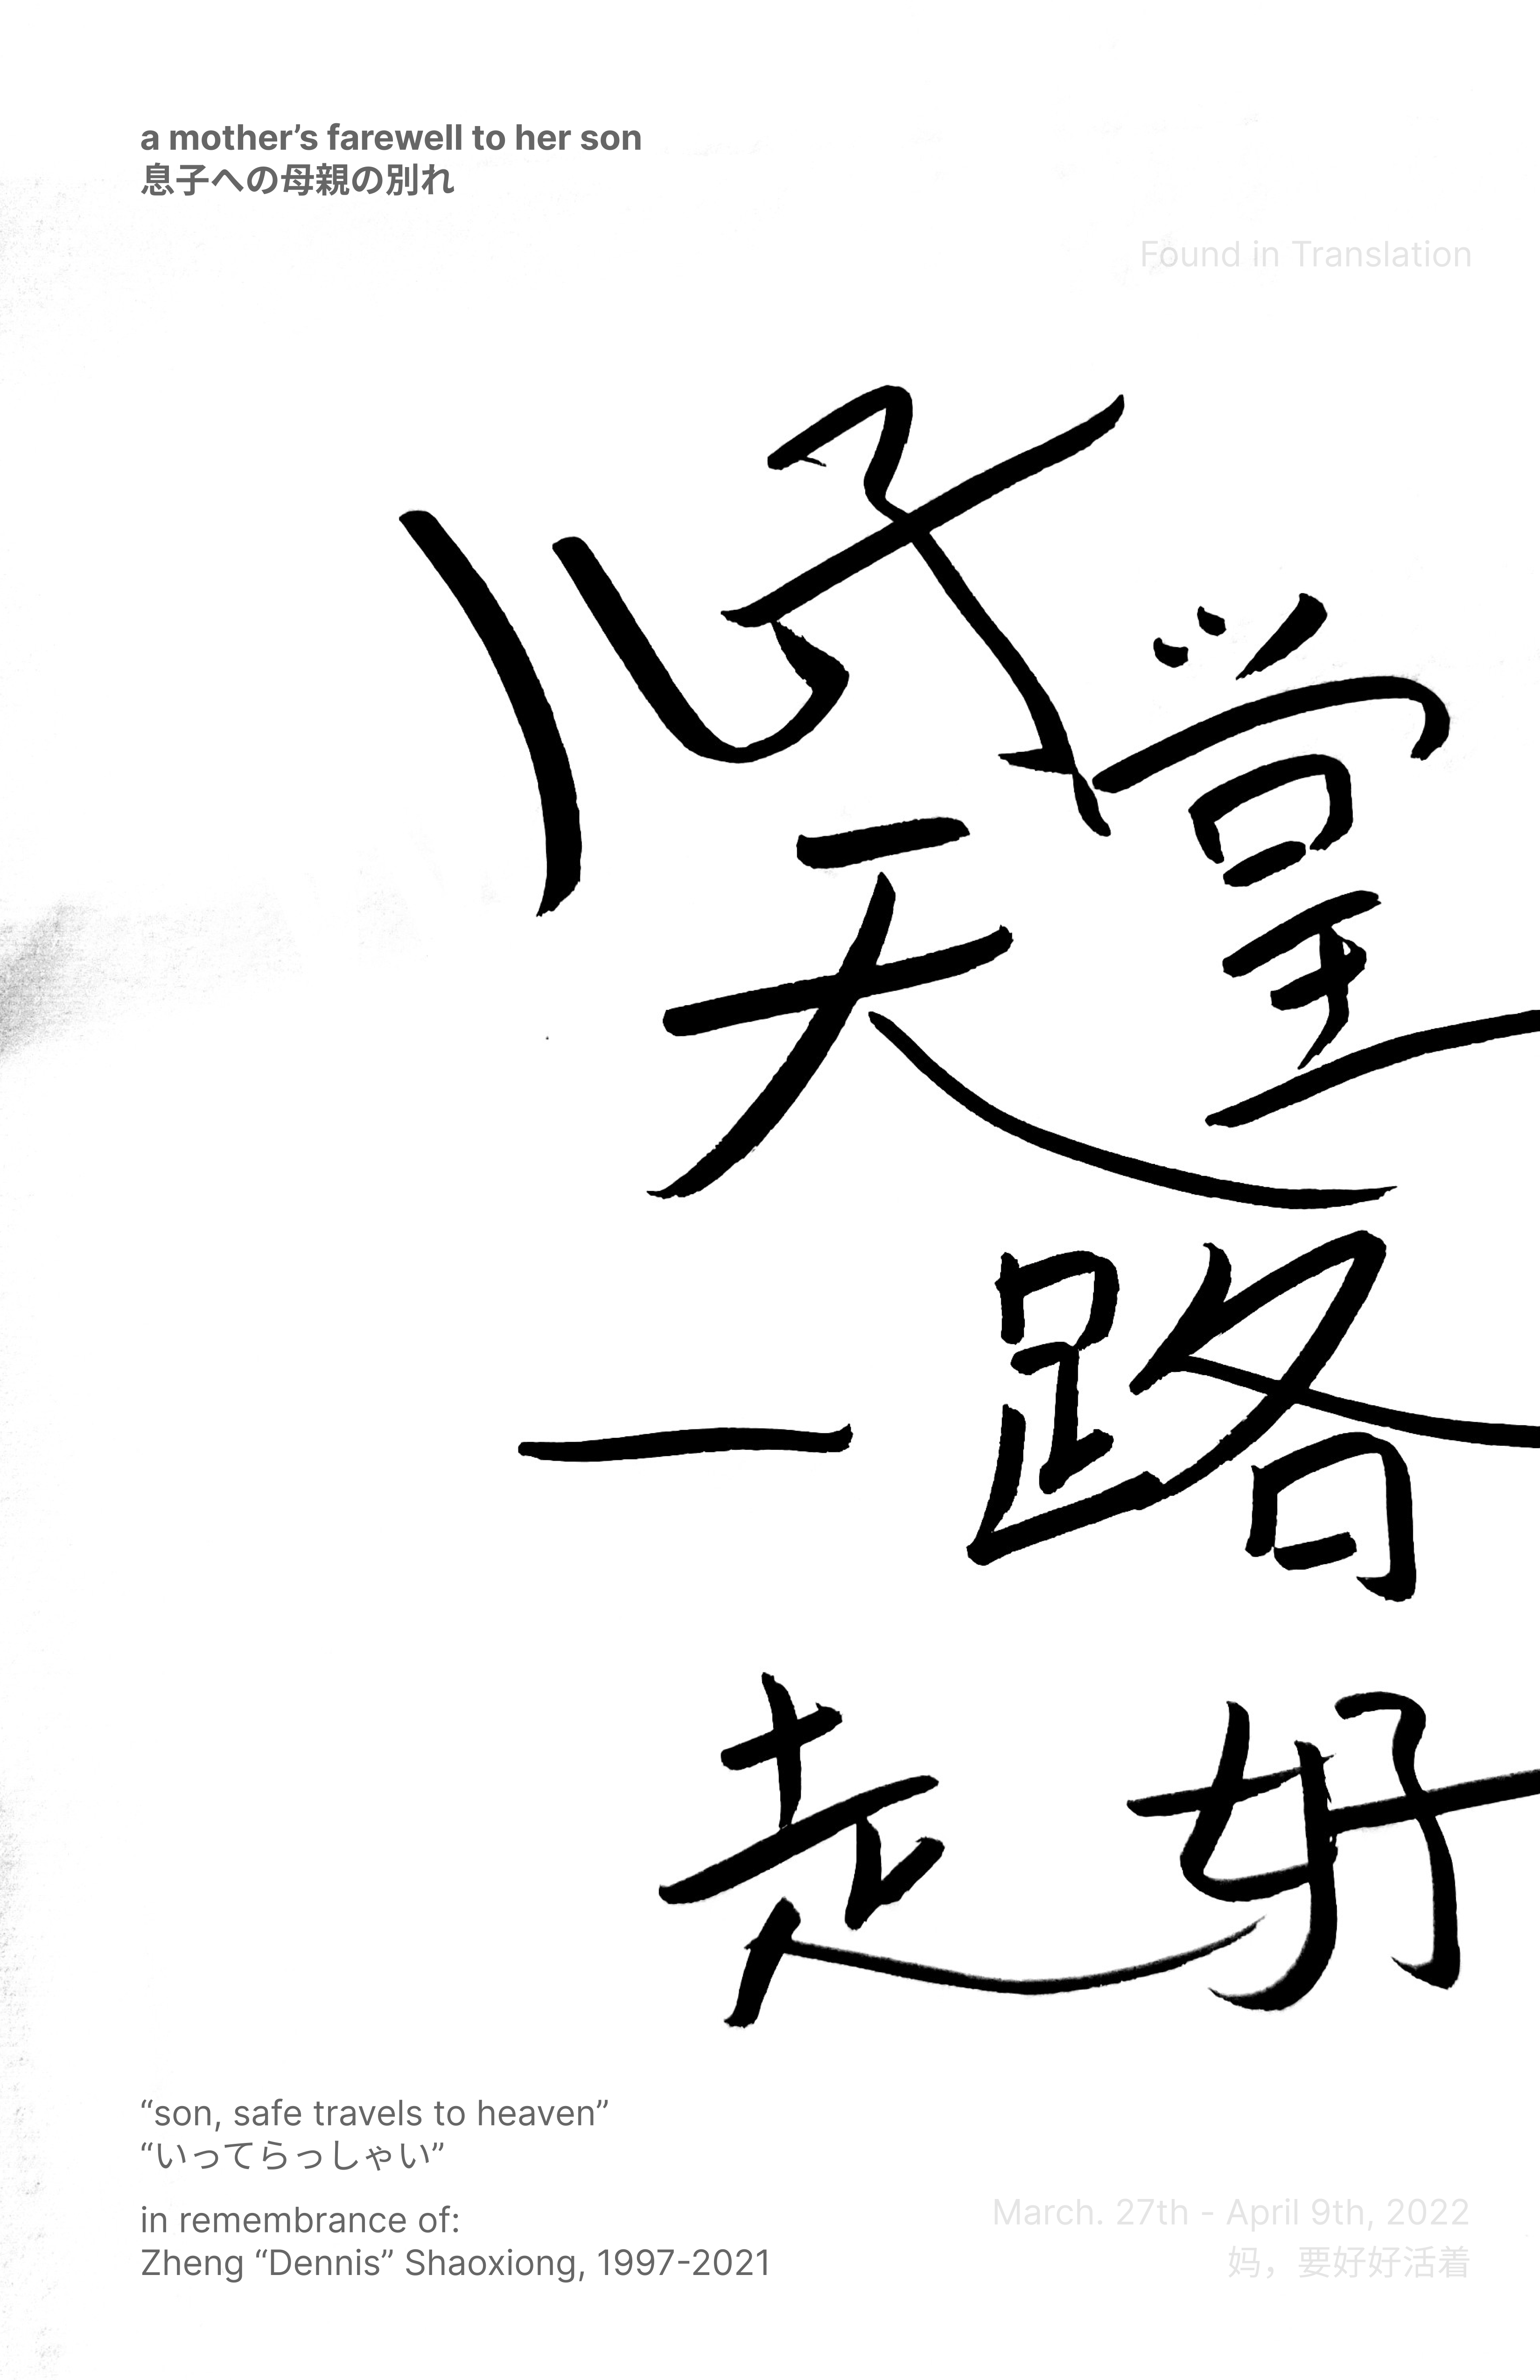 a mother’s farewell to her son
息子への母親の別れ
Found in Translation
儿子
天堂
一路
走好
“son, safe travels to heaven”
“いってらっしゃい”
in remembrance of:
Zheng “Dennis” Shaoxiong, 1997-2021
March. 27th - April 9th, 2022
妈，要好好活着